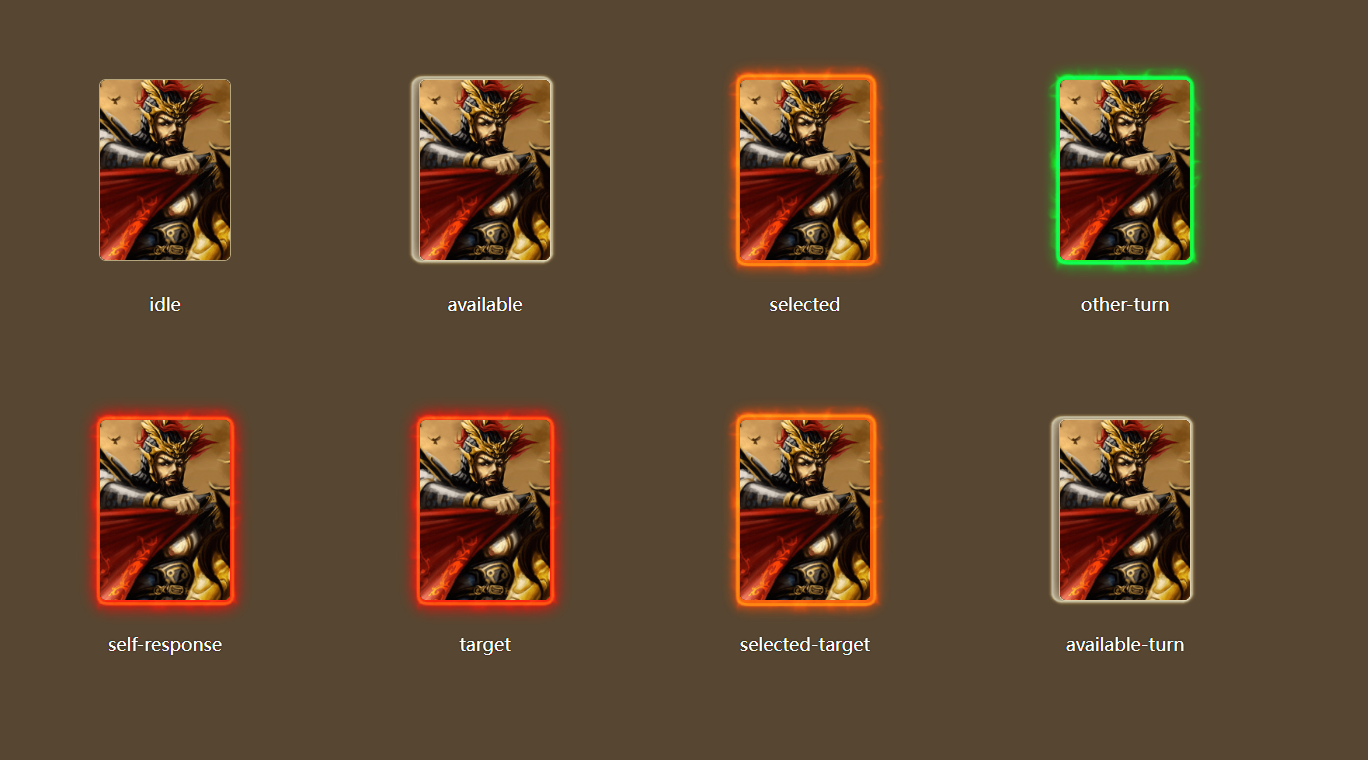 idle
available
selected
other-turn
self-response
target
selected-target
available-turn